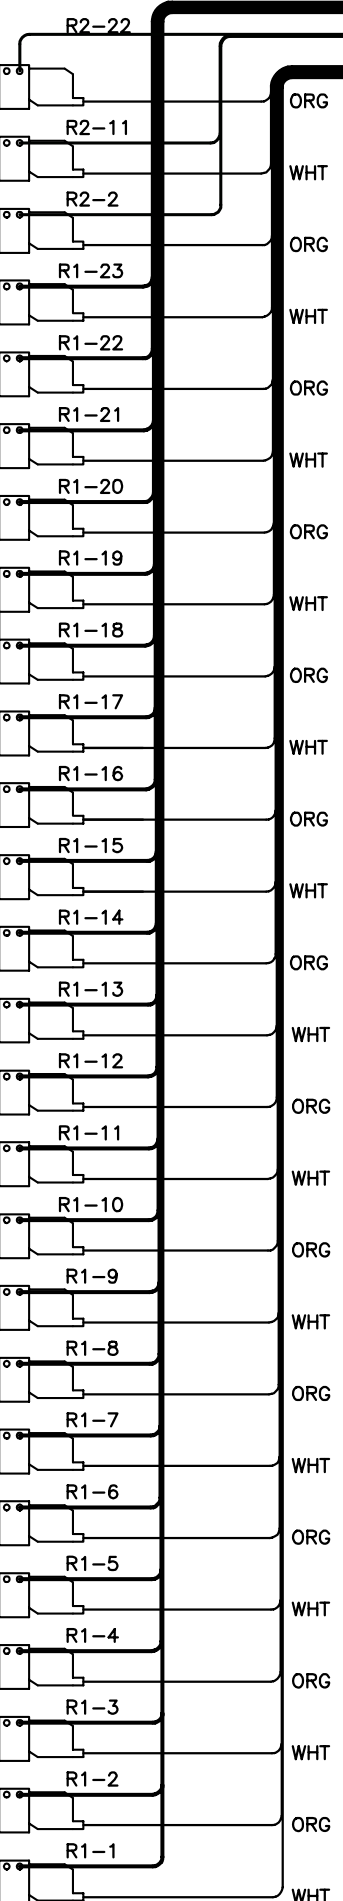 R2-22
ORG
R2-11
WHT
R2-2
ORG
R1-23
WHT
R1-22
ORG
R1-21
WHT
R1-20
ORG
R1-19
WHT
R1-18
ORG
R1-17
WHT
R1-16
ORG
R1-15
WHT
R1-14
ORG
R1-13
WHT
R1-12
ORG
R1-11
WHT
R1-10
ORG
R1-9
WHT
R1-8
ORG
R1-7
WHT
R1-6
ORG
R1-5
WHT
R1-4
ORG
R1-3
WHT
R1-2
ORG
R1-1
WHT